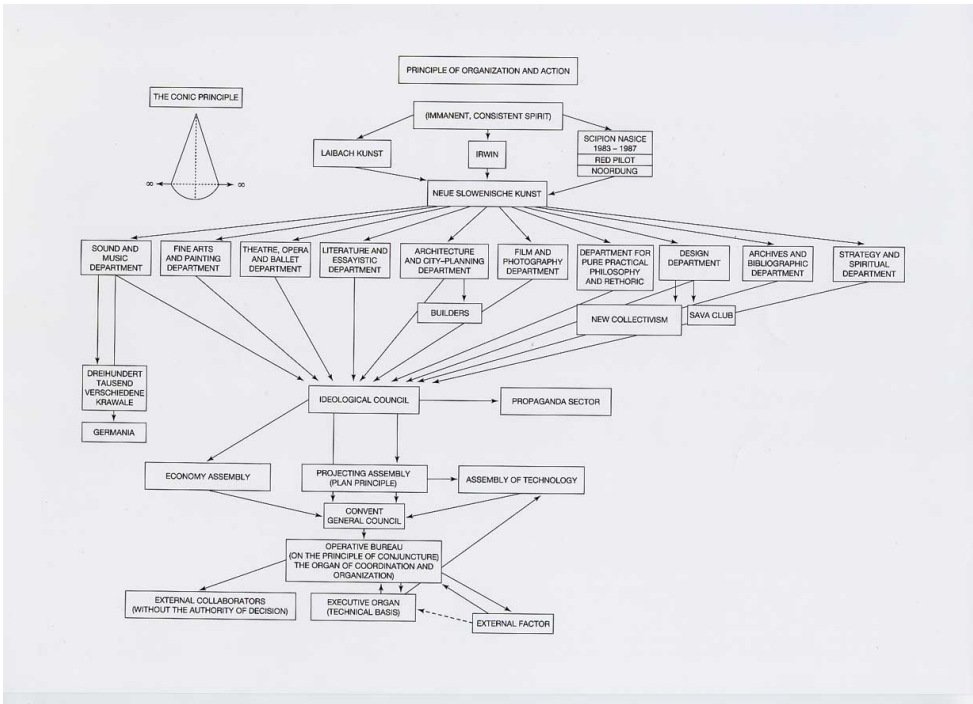 PRINCIPLE OF ORGANIZATION AND ACTION
THE CONIC PRINCIPLE
∞
∞
(IMMANENT, CONSISTENT SPIRIT)
LAIBACH KUNST
IRWIN
SCIPION NASICE
1983 – 1987
RED PILOT
NOORDUNG
NEUE SLOWENISCHE KUNST
SOUND AND
MUSIC
DEPARTMENT
FINE ARTS
AND PAINTING
DEPARTMENT
THEATRE, OPERA
AND BALLET
DEPARTMENT
LITERATURE AND
ESSAYISTIC
DEPARTMENT
ARCHITECTURE
AND CITY–PLANNING
DEPARTMENT
FILM AND
PHOTOGRAPHY
DEPARTMENT
DEPARTMENT FOR
PURE PRACTICAL
PHILOSOPHY
AND RETHORIC
DESIGN
DEPARTMENT
ARCHIVES AND
BIBLIOGRAPHIC
DEPARTMENT
STRATEGY AND
SPIRITUAL
DEPARTMENT
BUILDERS
NEW COLLECTIVISM
SAVA CLUB
DREIHUNDERT
TAUSEND
VERSCHIEDENE
KRAWALE
GERMANIA
IDEOLOGICAL COUNCIL
PROPAGANDA SECTOR
ECONOMY ASSEMBLY
PROJECTING ASSEMBLY
(PLAN PRINCIPLE)
ASSEMBLY OF TECHNOLOGY
CONVENT
GENERAL COUNCIL
OPERATIVE BUREAU
(ON THE PRINCIPLE OF CONJUNCTURE)
THE ORGAN OF COORDINATION AND
ORGANIZATION)
EXTERNAL COLLABORATORS
(WITHOUT THE AUTHORITY OF DECISION)
EXECUTIVE ORGAN
(TECHNICAL BASIS)
EXTERNAL FACTOR